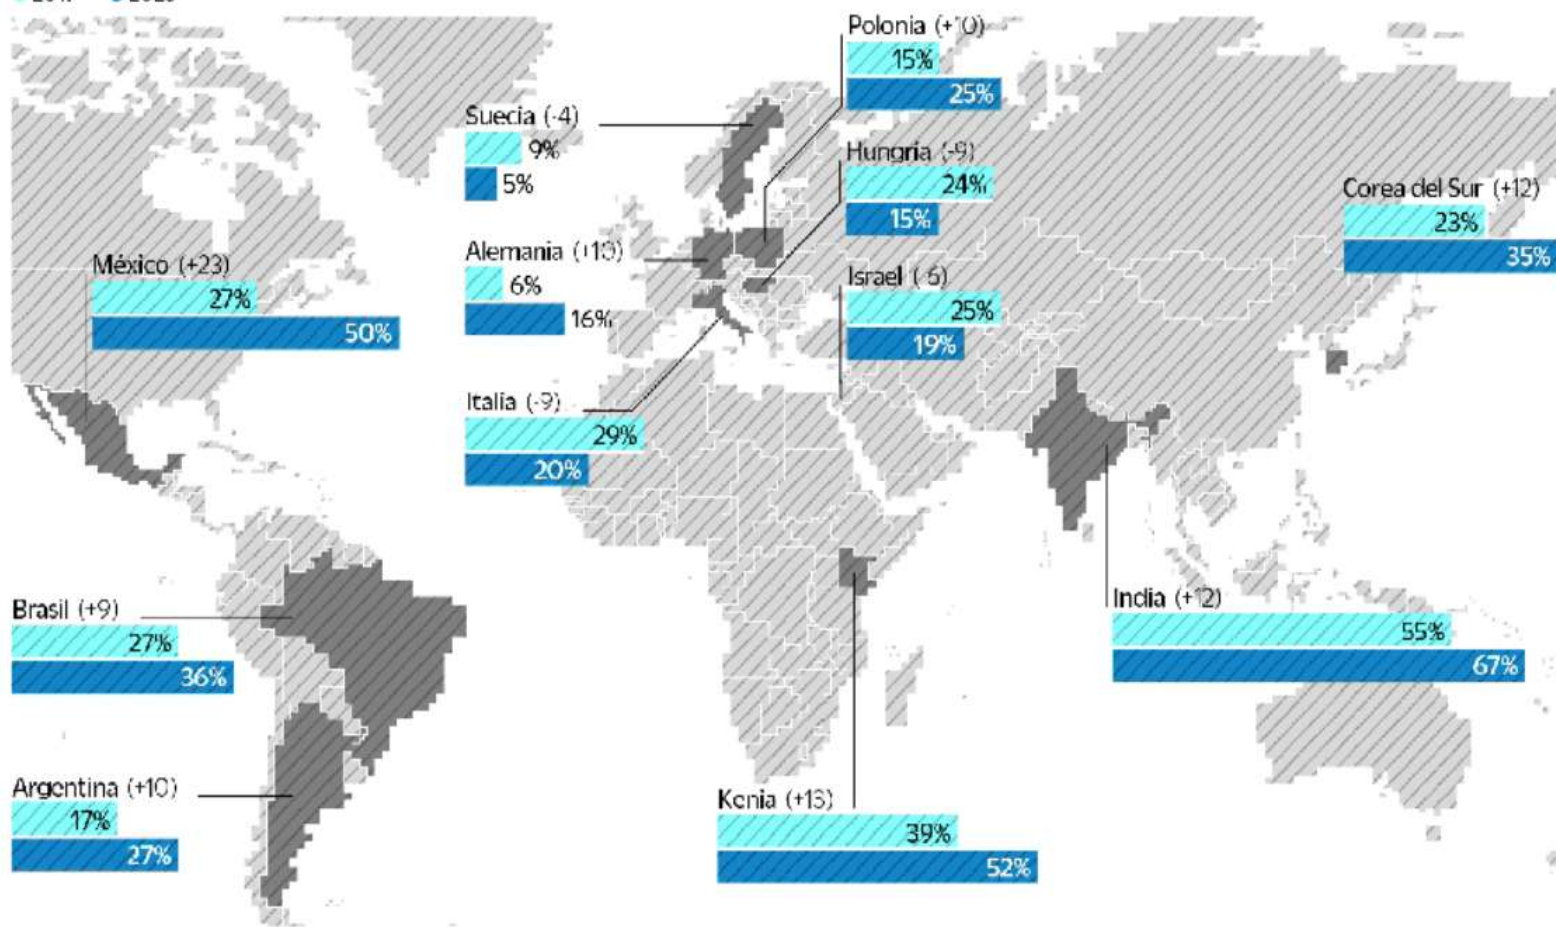 Polonia (+10)
15%
25%
Suecia (-4)
9%
5%
Hungría (-9)
24%
15%
Corea del Sur (+12)
23%
35%
México (+23)
27%
50%
Alemania (+10)
6%
16%
Israel (-6)
25%
19%
Italia (-9)
29%
20%
Brasil (+9)
27%
36%
India (+12)
55%
67%
Argentina (+10)
17%
27%
Kenia (+13)
39%
52%